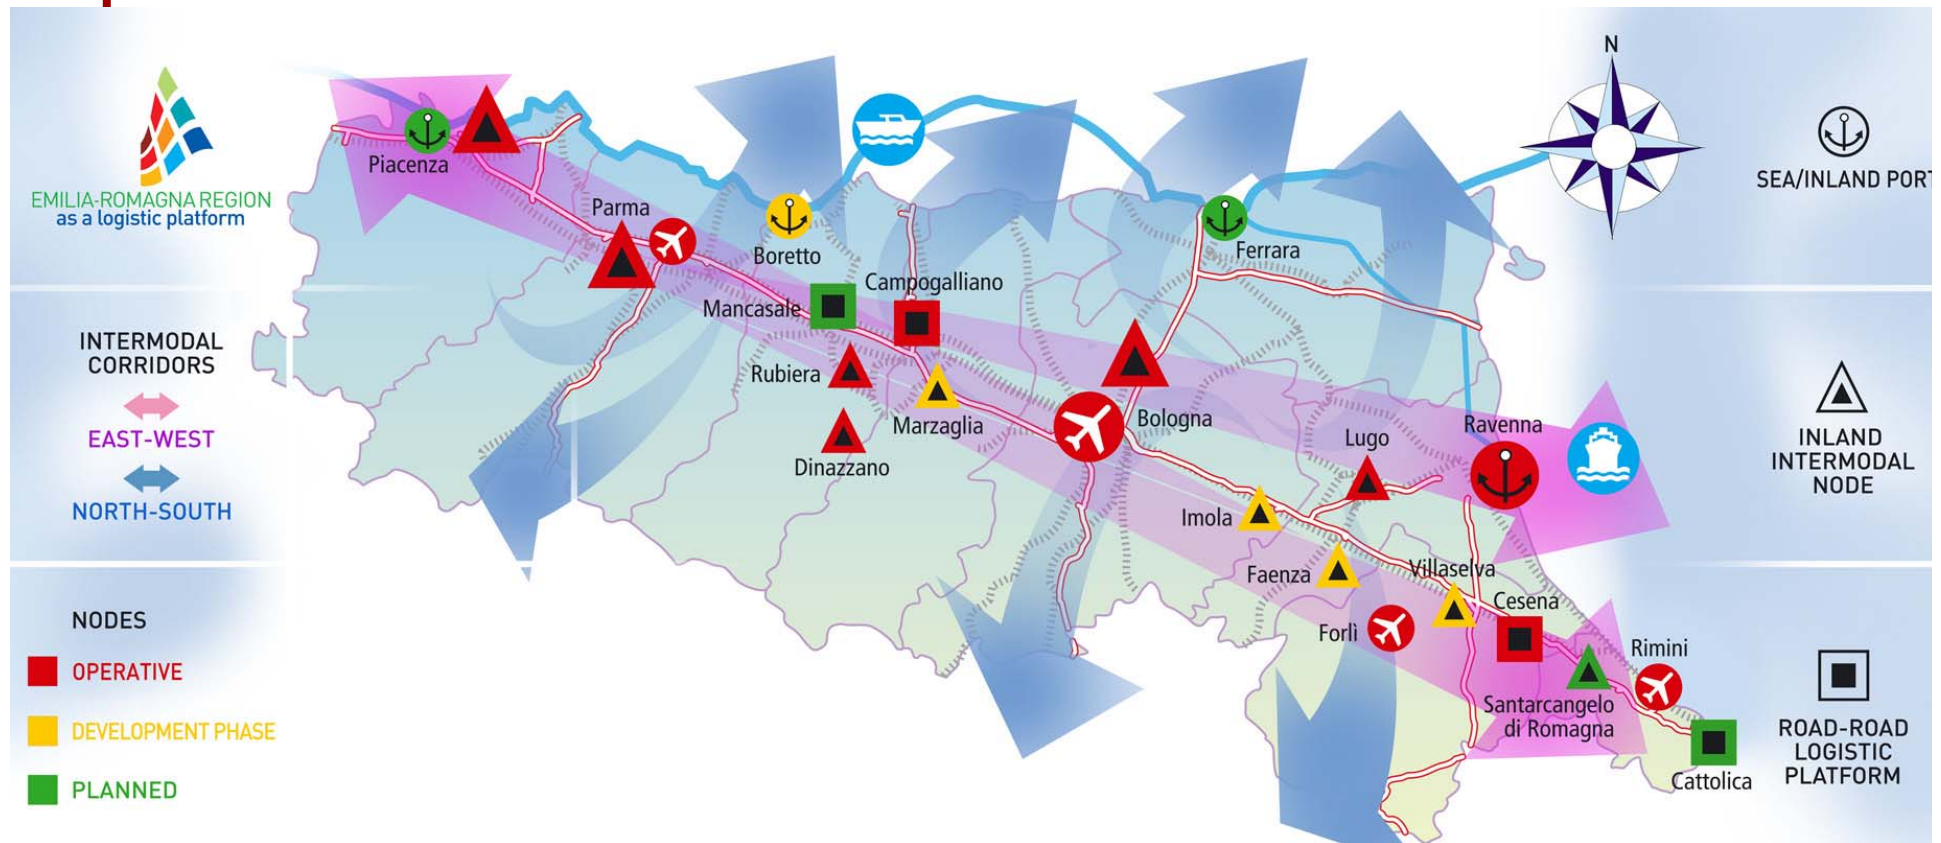 EMILIA-ROMAGNA REGION
as a logistic platform
INTERMODAL
CORRIDORS
EAST-WEST
NORTH-SOUTH
NODES
OPERATIVE
DEVELOPMENT PHASE
PLANNED
Piacenza
Parma
Boretto
Mancasale
Campogalliano
Rubiera
Marzaglia
Dinazzano
Ferrara
Bologna
Lugo
Ravenna
Imola
Faenza
Villaselva
Forlì
Cesena
Rimini
Santarcangelo
di Romagna
Cattolica
N
SEA/INLAND PORT
INLAND
INTERMODAL
NODE
ROAD-ROAD
LOGISTIC
PLATFORM